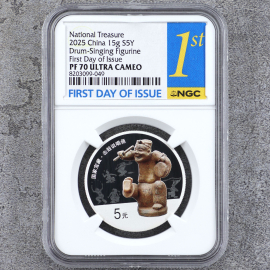 National Treasure
2025 China 15g S5Y
Drum-Singing Figurine
First Day of Issue
PF 70 ULTRA CAMEO
8203099-049
1st
FIRST DAY OF ISSUE
NGC
5元